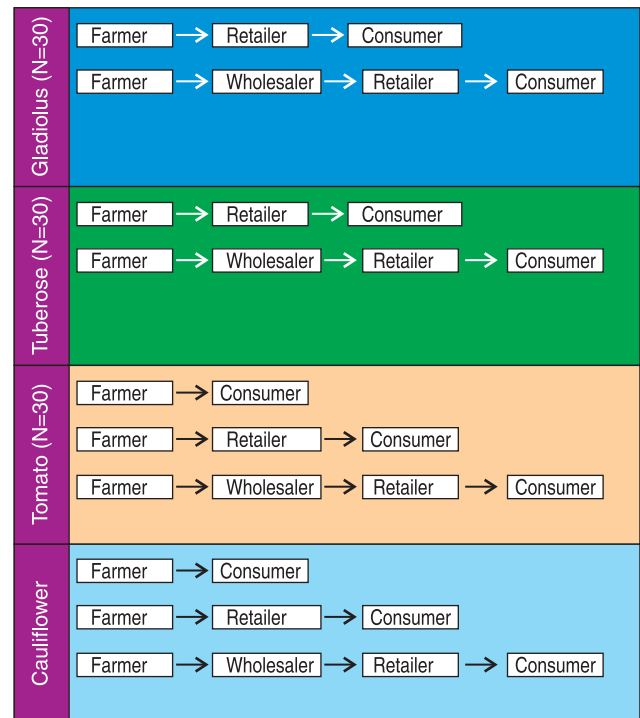 Gladiolus (N=30)
Farmer Retailer Consumer
Farmer Wholesaler Retailer Consumer
Tuberose (N=30)
Farmer Retailer Consumer
Farmer Wholesaler Retailer Consumer
Tomato (N=30)
Farmer Consumer
Farmer Retailer Consumer
Farmer Wholesaler Retailer Consumer
Cauliflower
Farmer Consumer
Farmer Retailer Consumer
Farmer Wholesaler Retailer Consumer